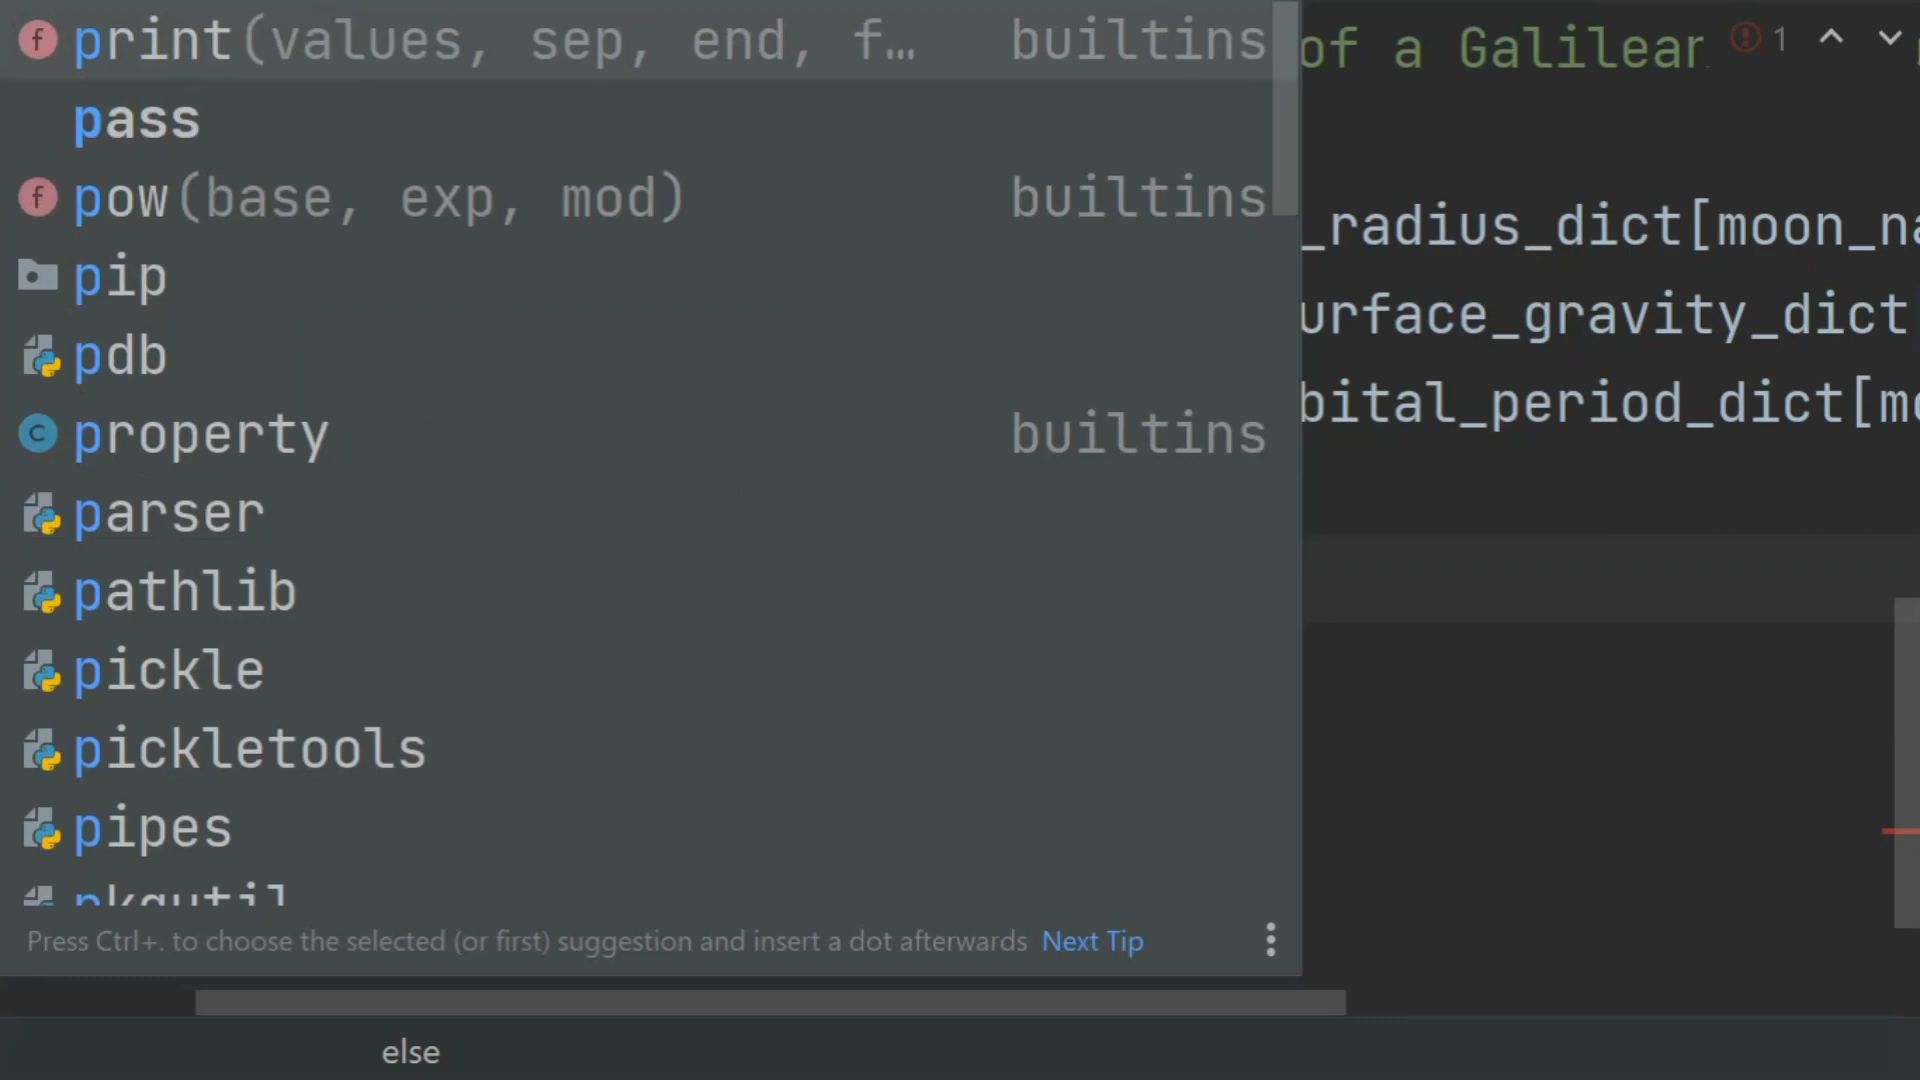 print(values, sep, end, f… builtins
pass
pow(base, exp, mod) builtins
pip
pdb
property builtins
parser
pathlib
pickle
pickletools
pipes
pkgutil
Press Ctrl+. to choose the selected (or first) suggestion and insert a dot afterwards Next Tip
of a Galilean 1
_radius_dict[moon_na
urface_gravity_dict
bital_period_dict[mo
else